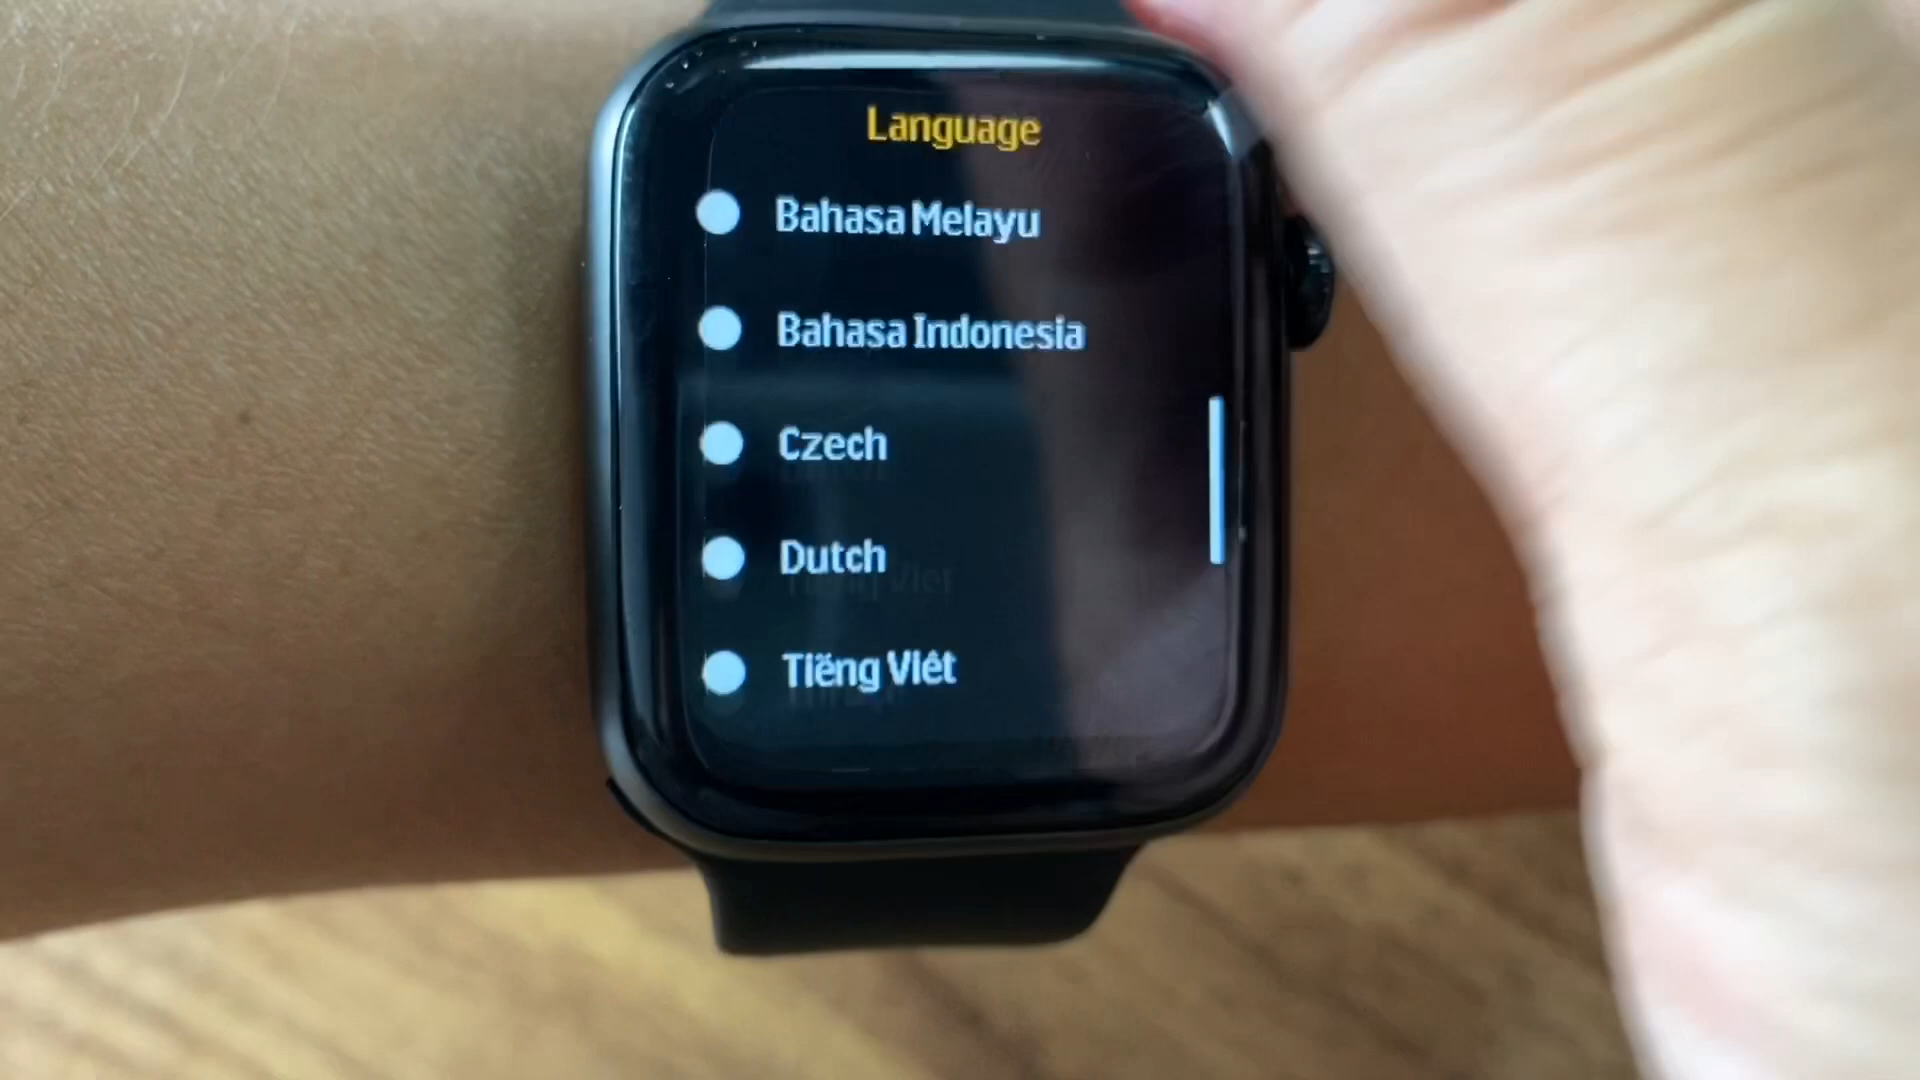 Language
Bahasa Melayu
Bahasa Indonesia
Czech
Dutch
Tiếng Việt